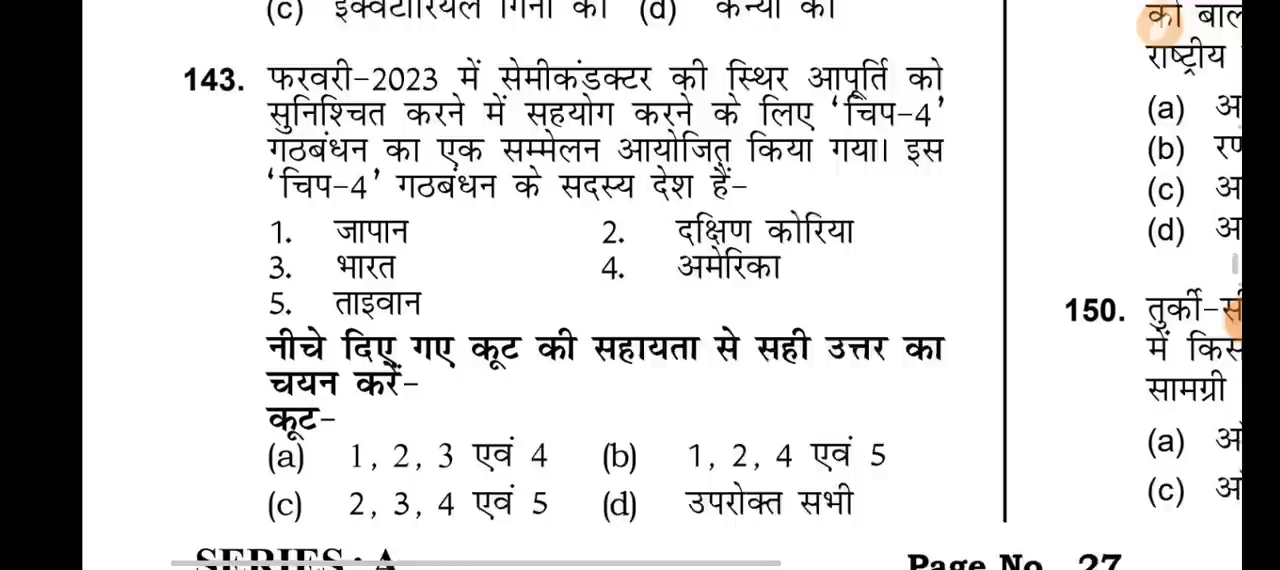 (c) इक्वेटोरियल गिनी का (d) केन्या का
143. फरवरी-2023 में सेमीकंडक्टर की स्थिर आपूर्ति को
सुनिश्चित करने में सहयोग करने के लिए ‘चिप-4’
गठबंधन का एक सम्मेलन आयोजित किया गया। इस
‘चिप-4’ गठबंधन के सदस्य देश हैं-
1. जापान 2. दक्षिण कोरिया
3. भारत 4. अमेरिका
5. ताइवान
नीचे दिए गए कूट की सहायता से सही उत्तर का
चयन करें-
कूट-
(a) 1, 2, 3 एवं 4 (b) 1, 2, 4 एवं 5
(c) 2, 3, 4 एवं 5 (d) उपरोक्त सभी
SERIES : A
Page No. 27
को
राष्ट्रीय
(a)
(b)
(c)
(d)
150. तुर्की-
में
सामग्री
(a)
(c)